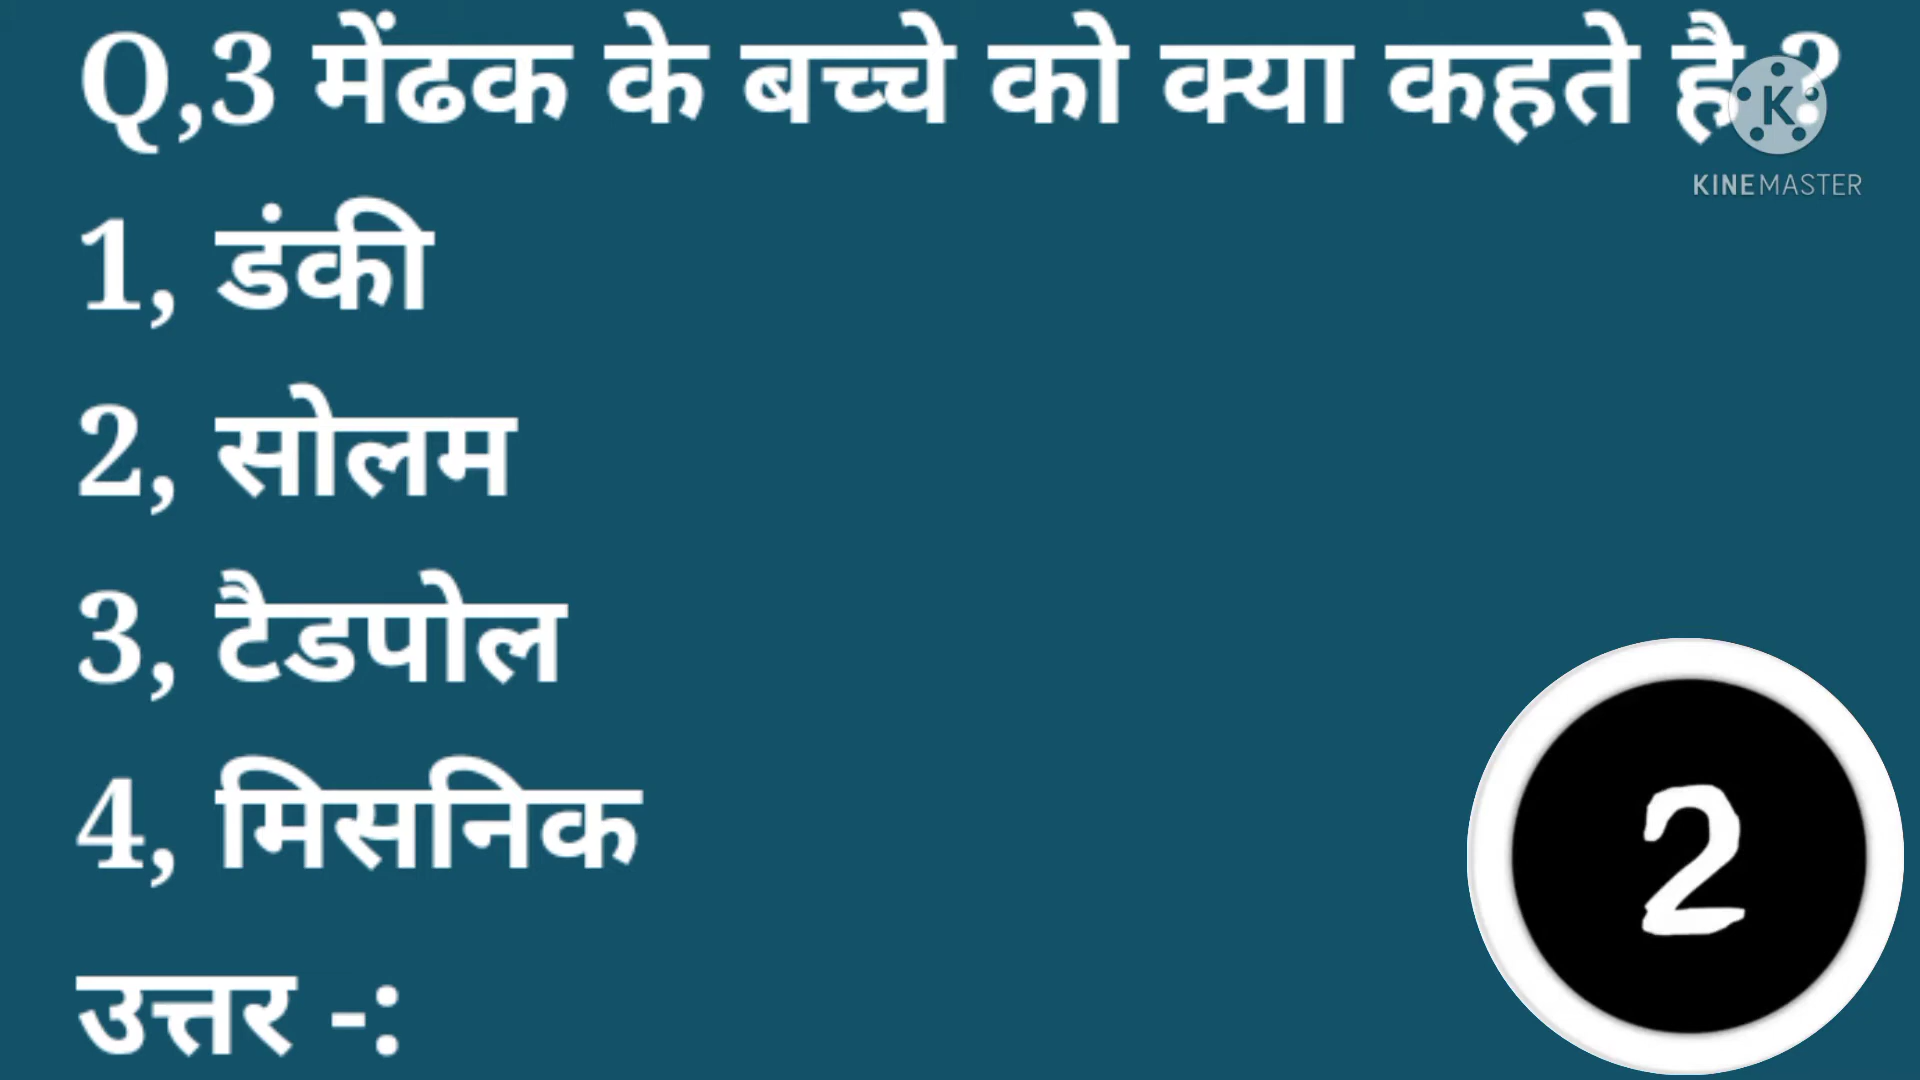 Q,3 मेंढक के बच्चे को क्या कहते है ?
K
KINEMASTER
1, डंकी
2, सोलम
3, टैडपोल
4, मिसनिक
2
उत्तर -: